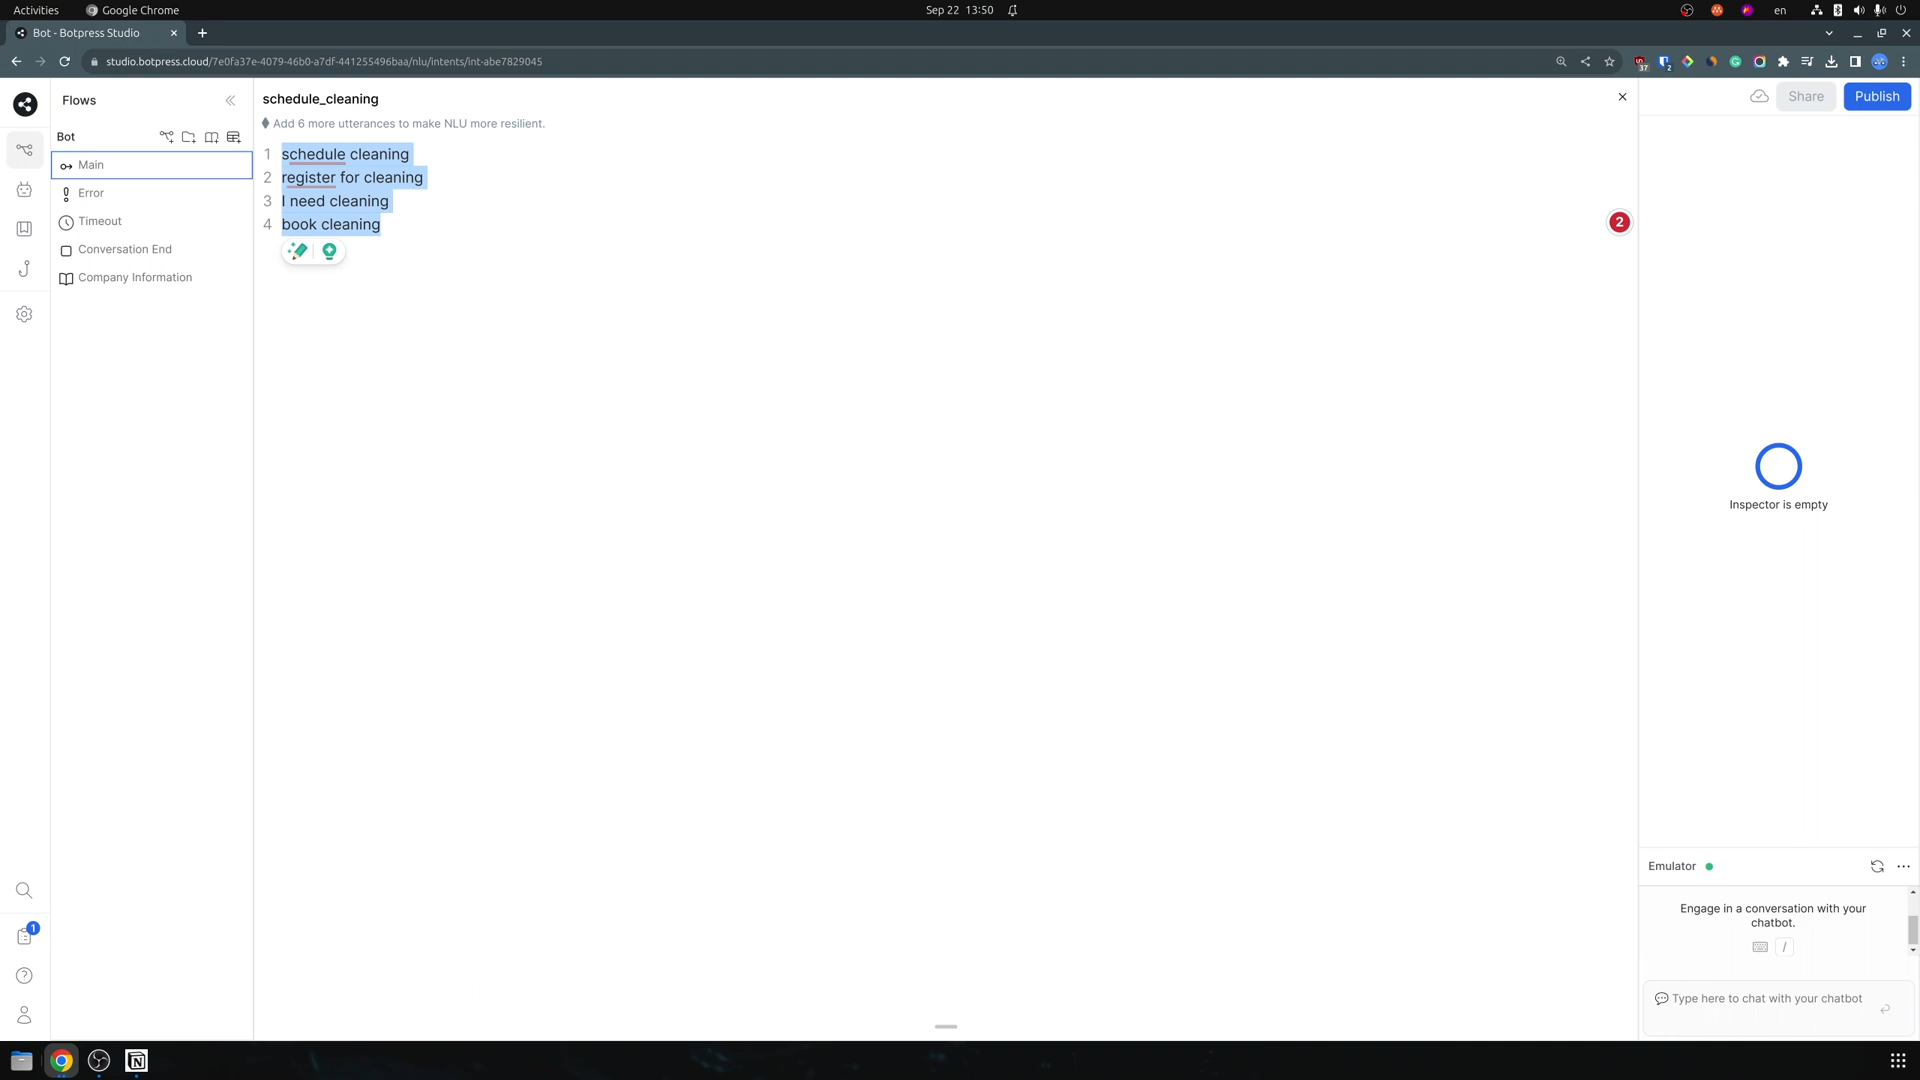 Activities
Google Chrome
Sep 22 13:50
en
Bot - Botpress Studio
studio.botpress.cloud/7e0fa37e-4079-46b0-a7df-441255496baa/nlu/intents/int-abe7829045
37
2
Flows
schedule_cleaning
Share
Publish
Add 6 more utterances to make NLU more resilient.
Bot
Main
Error
Timeout
Conversation End
Company Information
1 schedule cleaning
2 register for cleaning
3 I need cleaning
4 book cleaning
2
Inspector is empty
Emulator
Engage in a conversation with your
chatbot.
/
Type here to chat with your chatbot
1